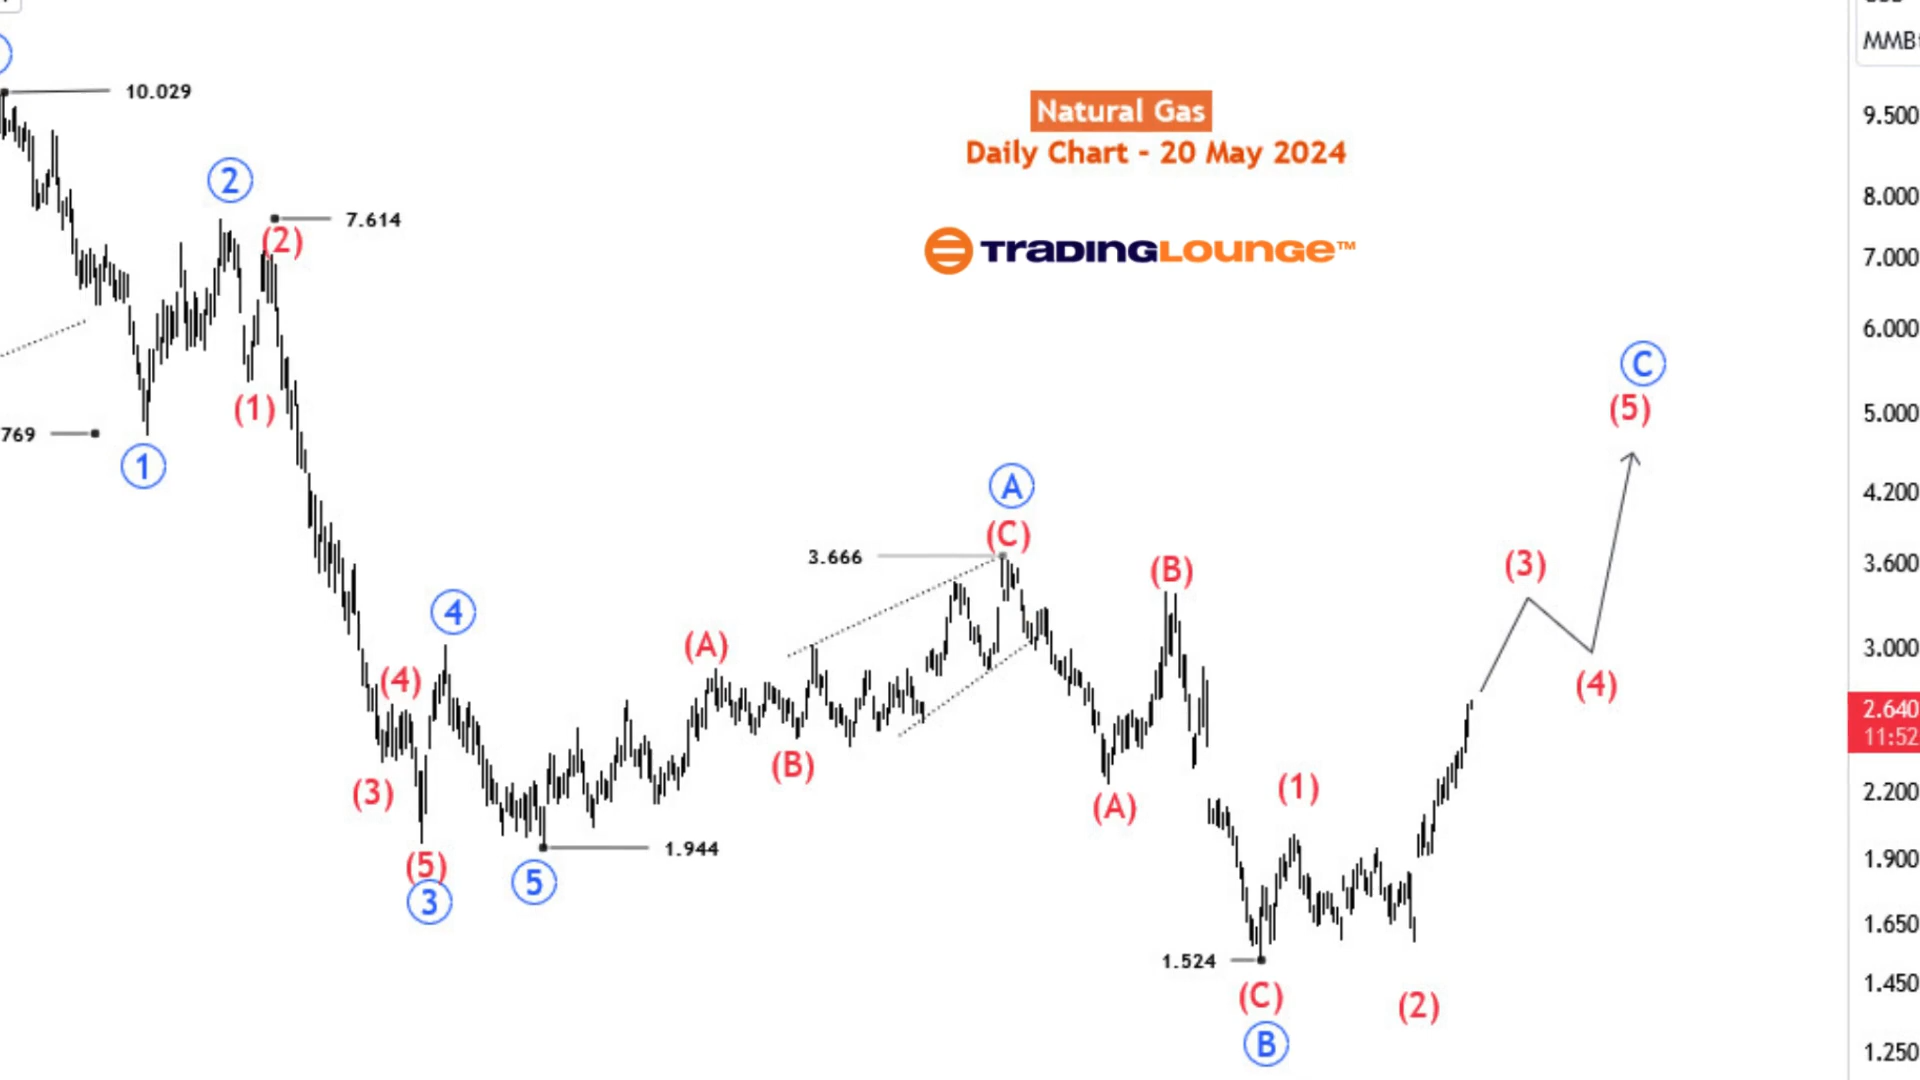 MMBt
10.029
Natural Gas
9.500
Daily Chart - 20 May 2024
2
8.000
7.614
(2)
TRADINGLOUNGE™
7.000
6.000
C
(1)
(5)
5.000
769
1
A
4.200
(C)
3.666
3.600
(B)
(3)
4
(A)
3.000
(4)
(4)
2.640
11:52
(B)
(3)
(1)
2.200
(A)
1.944
1.900
(5)
5
3
1.650
1.524
1.450
(C)
(2)
B
1.250